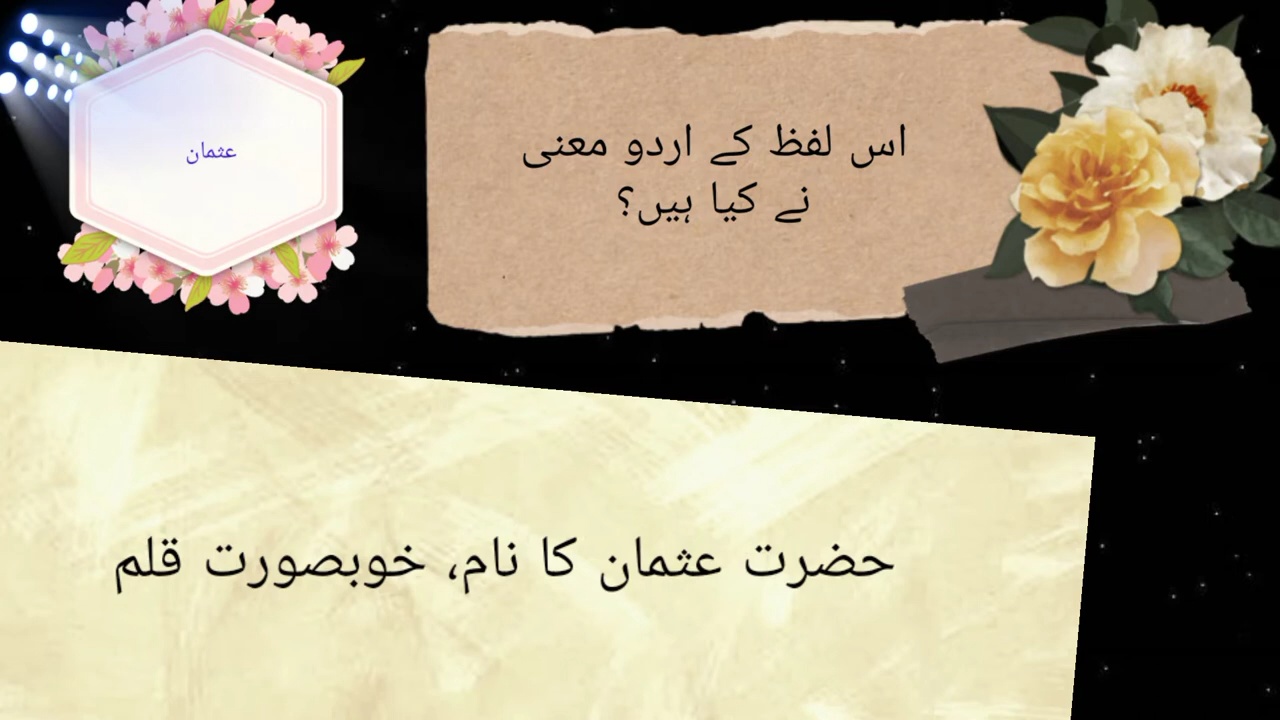 عثمان
اس لفظ کے اردو معنی
نے کیا ہیں؟
حضرت عثمان کا نام، خوبصورت قلم